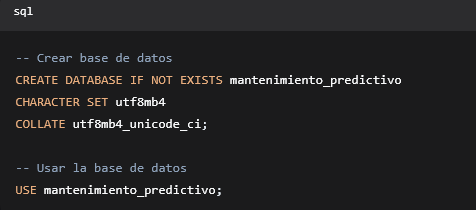 sql
-- Crear base de datos
CREATE DATABASE IF NOT EXISTS mantenimiento_predictivo
CHARACTER SET utf8mb4
COLLATE utf8mb4_unicode_ci;
-- Usar la base de datos
USE mantenimiento_predictivo;